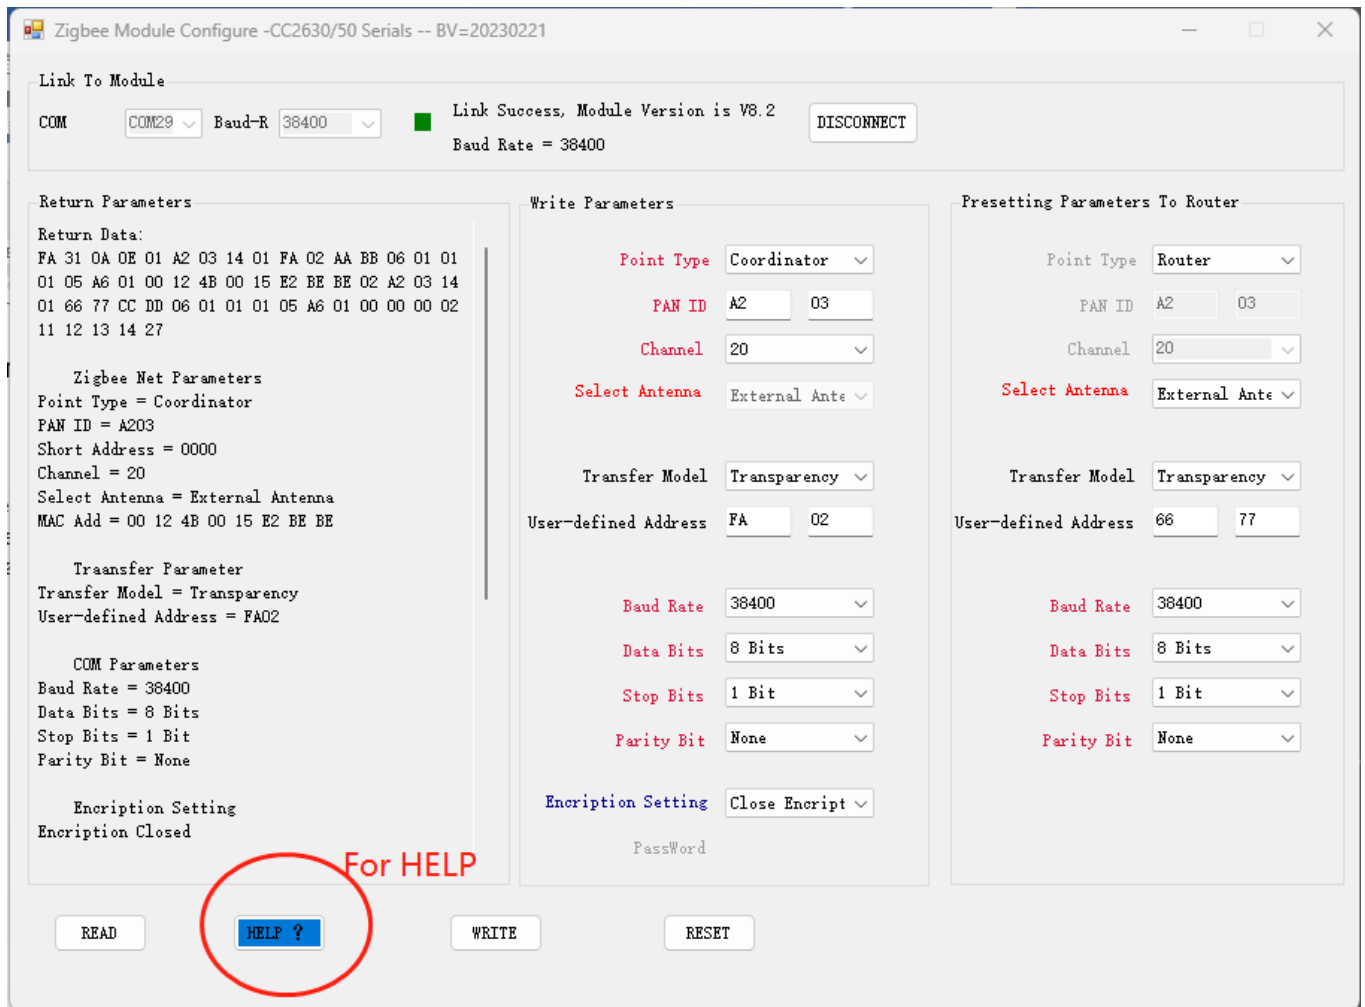 Zigbee Module Configure -CC2630/50 Serials -- BV=20230221
Link To Module
COM COM29 Baud-R 38400 Link Success, Module Version is V8.2 DISCONNECT
Baud Rate = 38400
Return Parameters
Return Data:
FA 31 0A 0E 01 A2 03 14 01 FA 02 AA BB 06 01 01
01 05 A6 01 00 12 4B 00 15 E2 BE BE 02 A2 03 14
01 66 77 CC DD 06 01 01 01 05 A6 01 00 00 00 02
11 12 13 14 27
Zigbee Net Parameters
Point Type = Coordinator
PAN ID = A203
Short Address = 0000
Channel = 20
Select Antenna = External Antenna
MAC Add = 00 12 4B 00 15 E2 BE BE
Traansfer Parameter
Transfer Model = Transparency
User-defined Address = FA02
COM Parameters
Baud Rate = 38400
Data Bits = 8 Bits
Stop Bits = 1 Bit
Parity Bit = None
Encription Setting
Encription Closed
Write Parameters
Point Type Coordinator
PAN ID A2 03
Channel 20
Select Antenna External Ante
Transfer Model Transparency
User-defined Address FA 02
Baud Rate 38400
Data Bits 8 Bits
Stop Bits 1 Bit
Parity Bit None
Encription Setting Close Encript
PassWord
Presetting Parameters To Router
Point Type Router
PAN ID A2 03
Channel 20
Select Antenna External Ante
Transfer Model Transparency
User-defined Address 66 77
Baud Rate 38400
Data Bits 8 Bits
Stop Bits 1 Bit
Parity Bit None
For HELP
READ HELP ? WRITE RESET